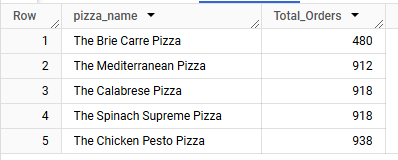 Row pizza_name Total_Orders
1 The Brie Carre Pizza 480
2 The Mediterranean Pizza 912
3 The Calabrese Pizza 918
4 The Spinach Supreme Pizza 918
5 The Chicken Pesto Pizza 938